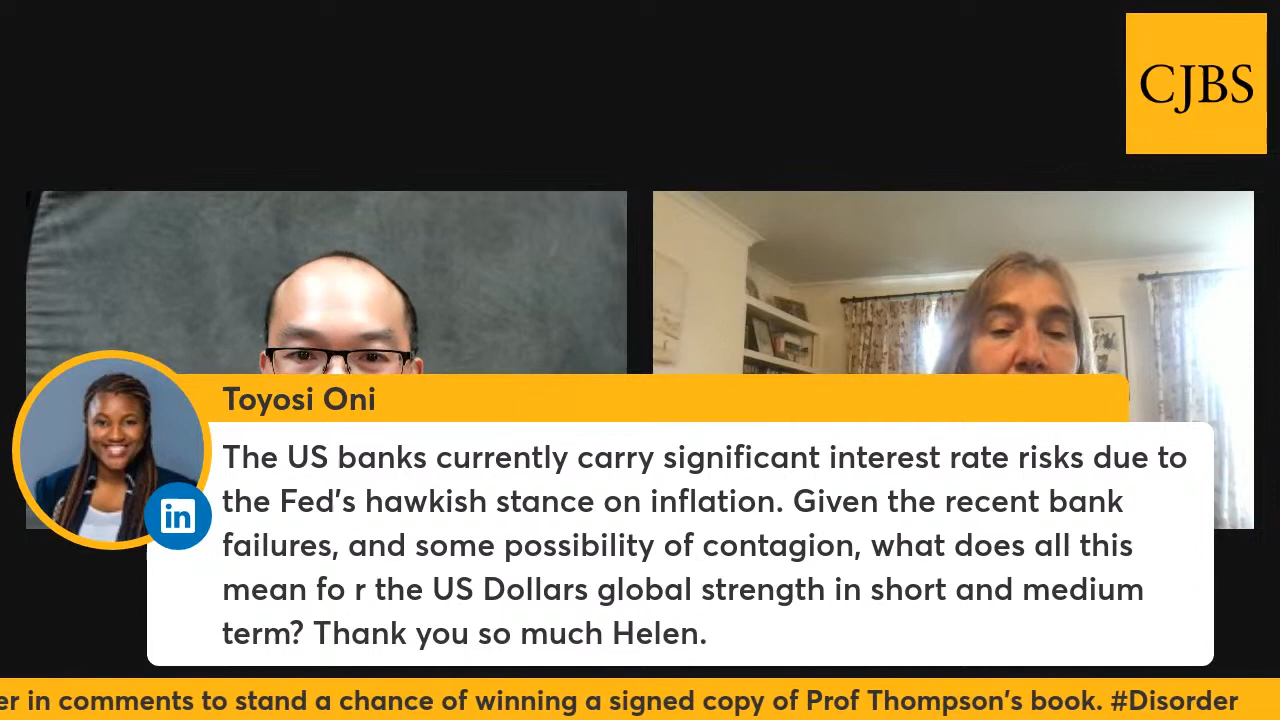 CJBS
Toyosi Oni
The US banks currently carry significant interest rate risks due to
the Fed's hawkish stance on inflation. Given the recent bank
failures, and some possibility of contagion, what does all this
mean fo r the US Dollars global strength in short and medium
term? Thank you so much Helen.
in
er in comments to stand a chance of winning a signed copy of Prof Thompson's book. #Disorder